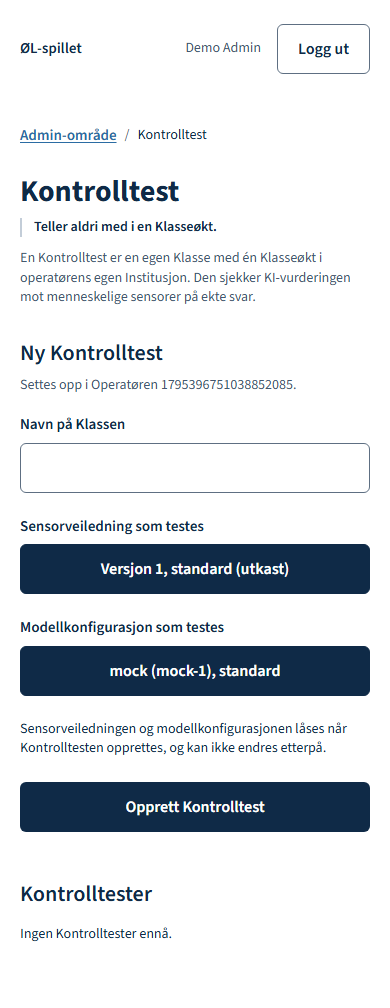 ØL-spillet
Demo Admin
Logg ut
Admin-område / Kontrolltest
Kontrolltest
Teller aldri med i en Klasseøkt.
En Kontrolltest er en egen Klasse med én Klasseøkt i
operatørens egen Institusjon. Den sjekker KI-vurderingen
mot menneskelige sensorer på ekte svar.
Ny Kontrolltest
Settes opp i Operatøren 1795396751038852085.
Navn på Klassen
Sensorveiledning som testes
Versjon 1, standard (utkast)
Modellkonfigurasjon som testes
mock (mock-1), standard
Sensorveiledningen og modellkonfigurasjonen låses når
Kontrolltesten opprettes, og kan ikke endres etterpå.
Opprett Kontrolltest
Kontrolltester
Ingen Kontrolltester ennå.